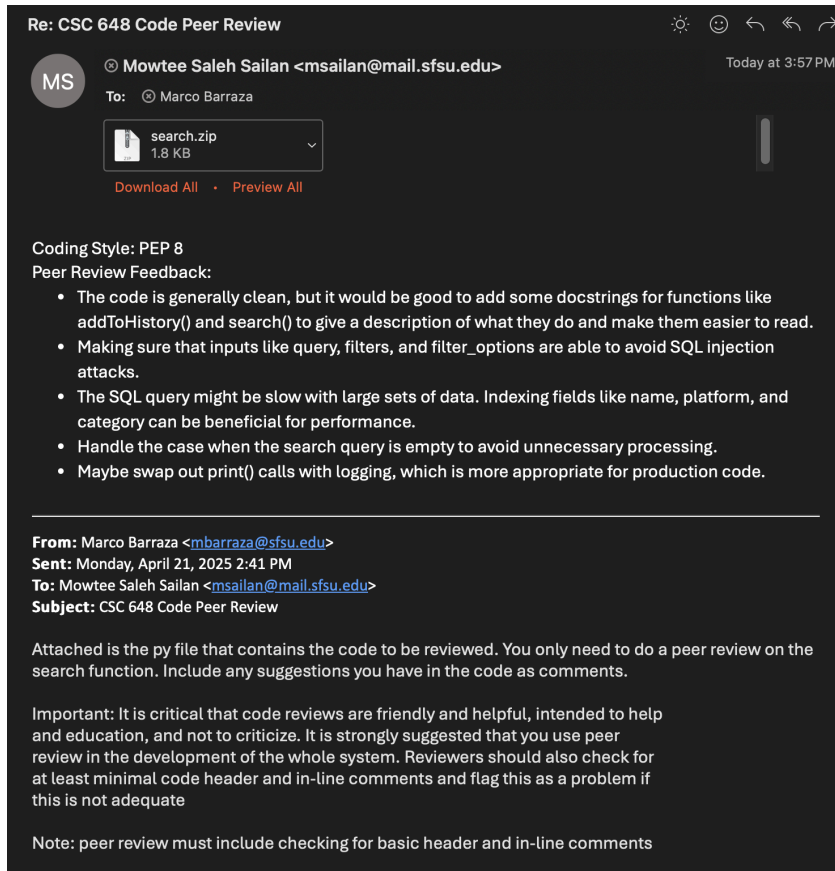 Re: CSC 648 Code Peer Review
MS
Mowtee Saleh Sailan <msailan@mail.sfsu.edu>
Today at 3:57 PM
To: Marco Barraza
ZIP
search.zip
1.8 KB
Download All • Preview All
Coding Style: PEP 8
Peer Review Feedback:
• The code is generally clean, but it would be good to add some docstrings for functions like
addToHistory() and search() to give a description of what they do and make them easier to read.
• Making sure that inputs like query, filters, and filter_options are able to avoid SQL injection
attacks.
• The SQL query might be slow with large sets of data. Indexing fields like name, platform, and
category can be beneficial for performance.
• Handle the case when the search query is empty to avoid unnecessary processing.
• Maybe swap out print() calls with logging, which is more appropriate for production code.
From: Marco Barraza <mbarraza@sfsu.edu>
Sent: Monday, April 21, 2025 2:41 PM
To: Mowtee Saleh Sailan <msailan@mail.sfsu.edu>
Subject: CSC 648 Code Peer Review
Attached is the py file that contains the code to be reviewed. You only need to do a peer review on the
search function. Include any suggestions you have in the code as comments.
Important: It is critical that code reviews are friendly and helpful, intended to help
and education, and not to criticize. It is strongly suggested that you use peer
review in the development of the whole system. Reviewers should also check for
at least minimal code header and in-line comments and flag this as a problem if
this is not adequate
Note: peer review must include checking for basic header and in-line comments